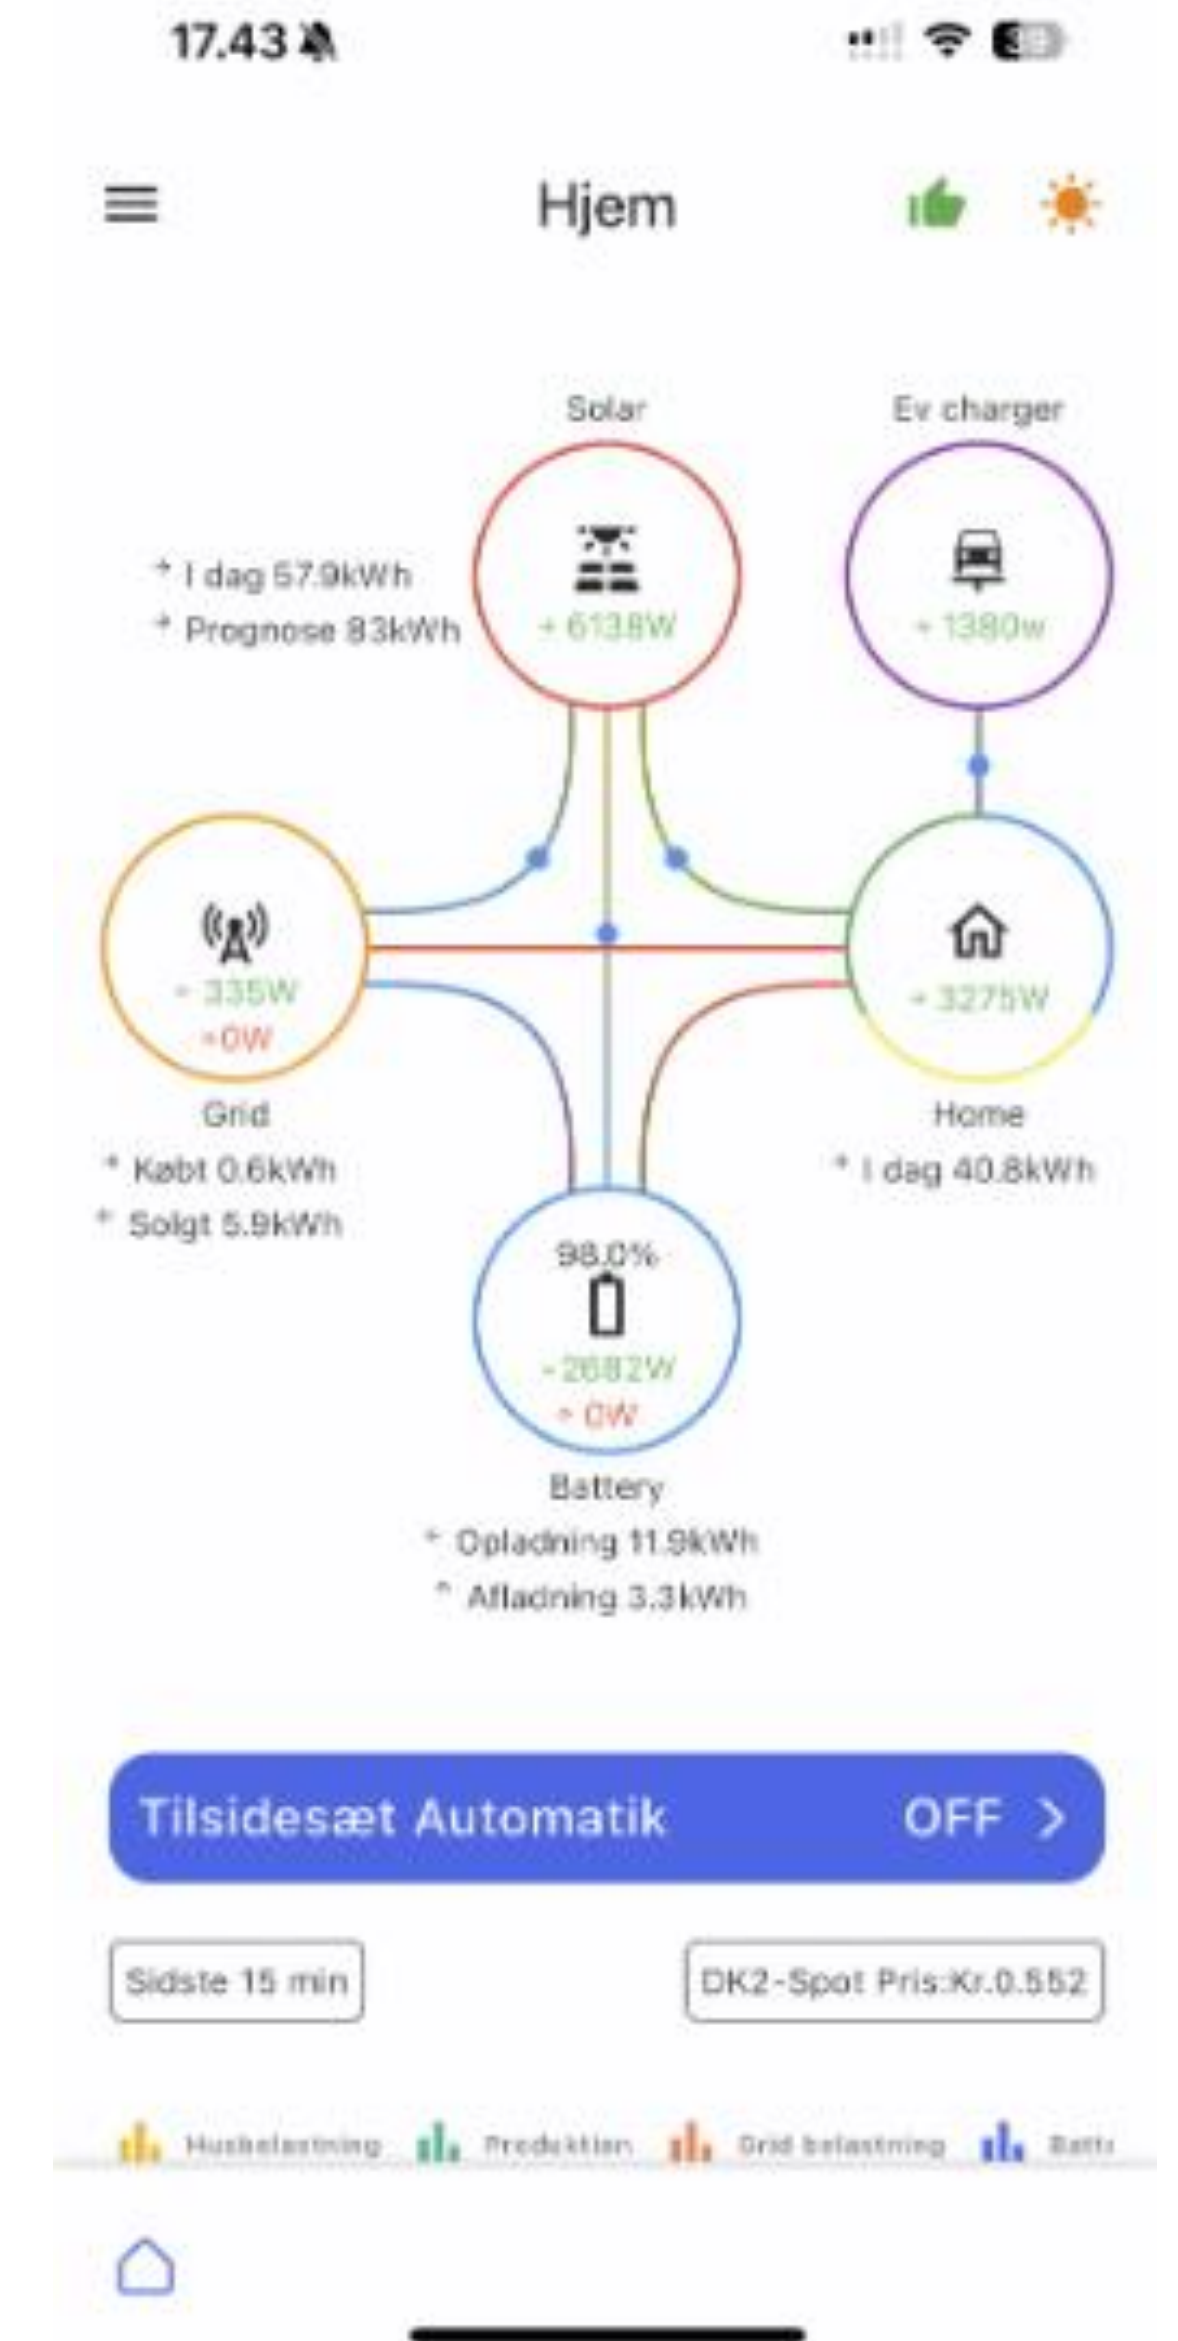 17.43
Hjem
Solar
Ev charger
I dag 57.9kWh
Prognose 83kWh
6138W
1380w
335W
0W
3275W
Grid
Home
Købt 0.6kWh
Solgt 5.9kWh
I dag 40.8kWh
98.0%
2682W
0W
Battery
Opladning 11.9kWh
Afladning 3.3kWh
Tilsidesæt Automatik OFF
Sidste 15 min DK2-Spot Pris:Kr.0.552
Husbelastning Produktion Grid belastning Batt